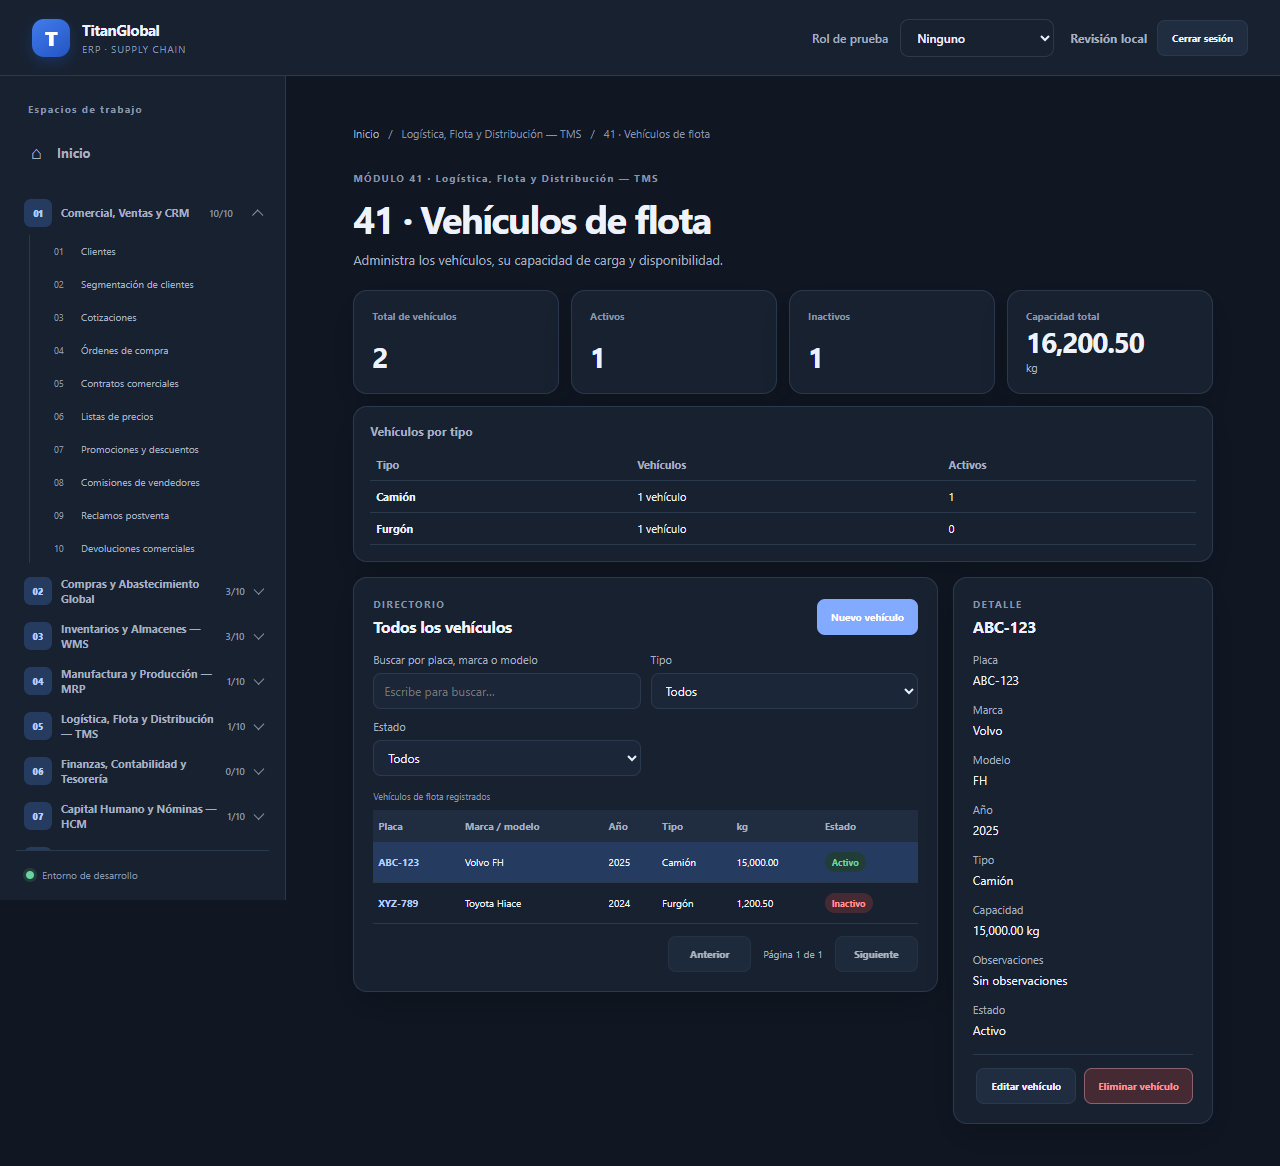 T
TitanGlobal
ERP · SUPPLY CHAIN
Rol de prueba
Ninguno
Revisión local
Cerrar sesión
Espacios de trabajo
Inicio
01 Comercial, Ventas y CRM 10/10
01 Clientes
02 Segmentación de clientes
03 Cotizaciones
04 Órdenes de compra
05 Contratos comerciales
06 Listas de precios
07 Promociones y descuentos
08 Comisiones de vendedores
09 Reclamos postventa
10 Devoluciones comerciales
02 Compras y Abastecimiento Global 3/10
03 Inventarios y Almacenes — WMS 3/10
04 Manufactura y Producción — MRP 1/10
05 Logística, Flota y Distribución — TMS 1/10
06 Finanzas, Contabilidad y Tesorería 0/10
07 Capital Humano y Nóminas — HCM 1/10
Entorno de desarrollo
Inicio / Logística, Flota y Distribución — TMS / 41 · Vehículos de flota
MÓDULO 41 · Logística, Flota y Distribución — TMS
41 · Vehículos de flota
Administra los vehículos, su capacidad de carga y disponibilidad.
Total de vehículos
2
Activos
1
Inactivos
1
Capacidad total
16,200.50
kg
Vehículos por tipo
Tipo Vehículos Activos
Camión 1 vehículo 1
Furgón 1 vehículo 0
DIRECTORIO
Todos los vehículos
Nuevo vehículo
Buscar por placa, marca o modelo
Escribe para buscar...
Tipo
Todos
Estado
Todos
Vehículos de flota registrados
Placa Marca / modelo Año Tipo kg Estado
ABC-123 Volvo FH 2025 Camión 15,000.00 Activo
XYZ-789 Toyota Hiace 2024 Furgón 1,200.50 Inactivo
Anterior Página 1 de 1 Siguiente
DETALLE
ABC-123
Placa
ABC-123
Marca
Volvo
Modelo
FH
Año
2025
Tipo
Camión
Capacidad
15,000.00 kg
Observaciones
Sin observaciones
Estado
Activo
Editar vehículo
Eliminar vehículo